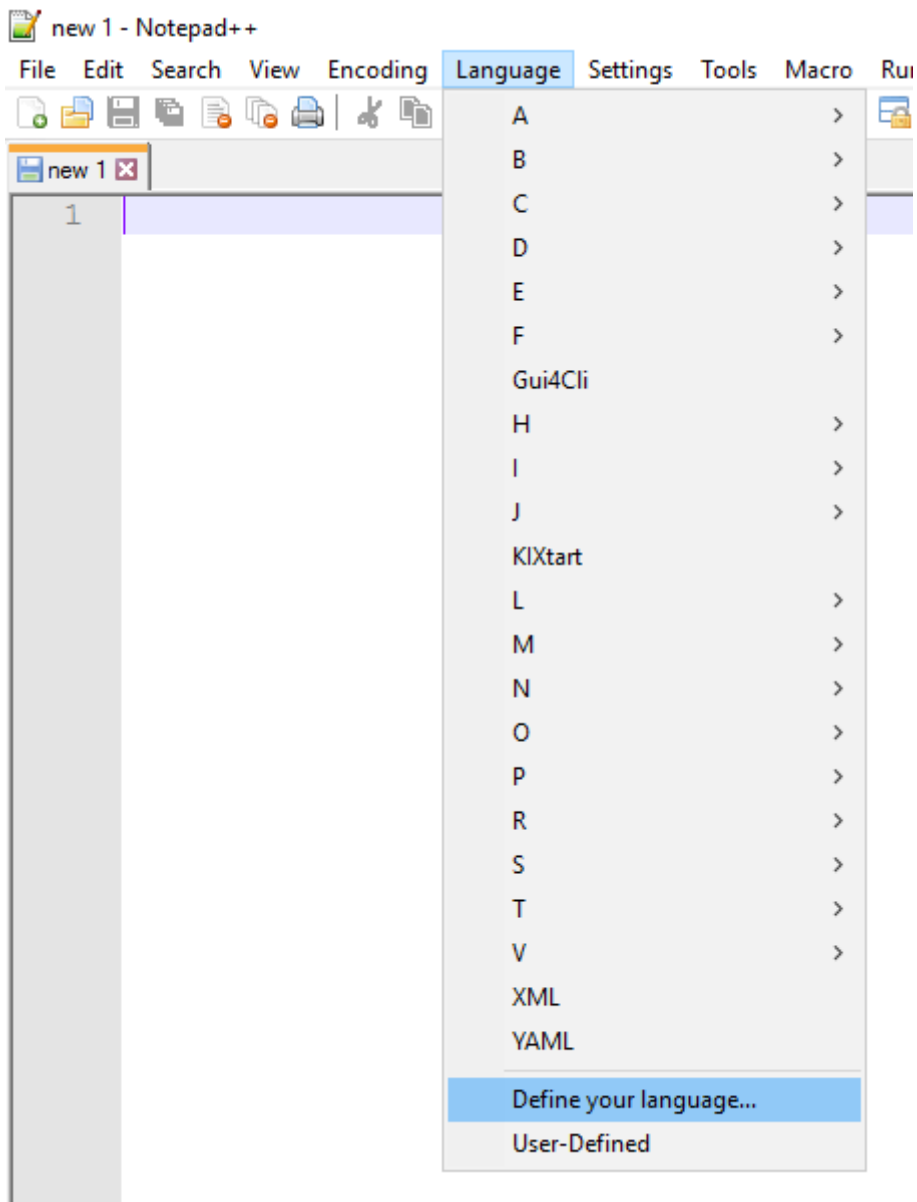 new 1 - Notepad++
File Edit Search View Encoding Language Settings Tools Macro
new 1
1
A
B
C
D
E
F
Gui4Cli
H
I
J
KIXtart
L
M
N
O
P
R
S
T
V
XML
YAML
Define your language...
User-Defined